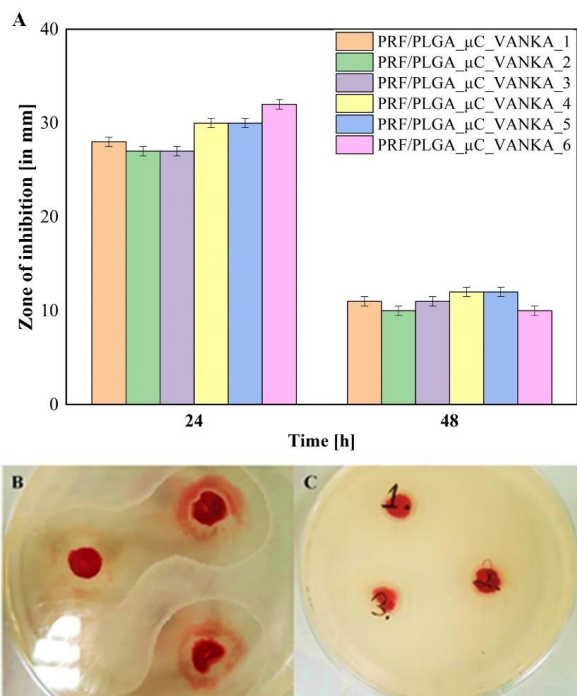 A
40
30
20
10
0
Zone of inhibition [in mm]
PRF/PLGA_μC_VANKA_1
PRF/PLGA_μC_VANKA_2
PRF/PLGA_μC_VANKA_3
PRF/PLGA_μC_VANKA_4
PRF/PLGA_μC_VANKA_5
PRF/PLGA_μC_VANKA_6
24
48
Time [h]
B
C
1.
2
3.